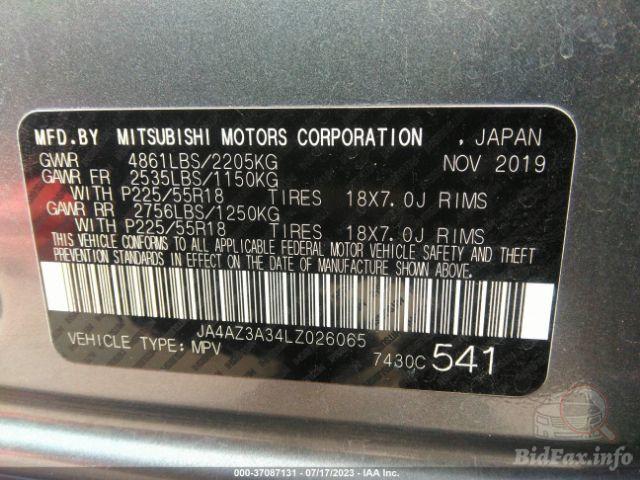 MFD.BY MITSUBISHI MOTORS CORPORATION , JAPAN
GVWR 4861LBS/2205KG NOV 2019
GAWR FR 2535LBS/1150KG
WITH P225/55R18 TIRES 18X7.0J RIMS
GAWR RR 2756LBS/1250KG
WITH P225/55R18 TIRES 18X7.0J RIMS
THIS VEHICLE CONFORMS TO ALL APPLICABLE FEDERAL MOTOR VEHICLE SAFETY AND THEFT
PREVENTION STANDARDS IN EFFECT ON THE DATE OF MANUFACTURE SHOWN ABOVE.
JA4AZ3A34LZ026065
VEHICLE TYPE: MPV 7430C 541
BidFax.info
000-37087131 - 07/17/2023 - IAA Inc.